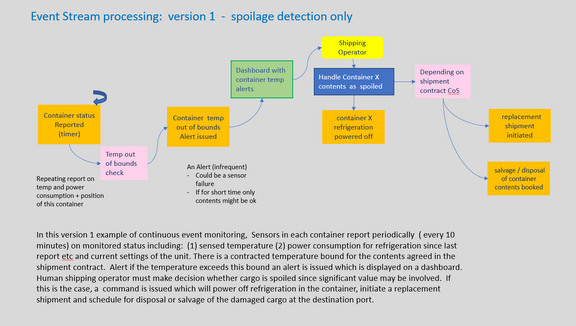 Event Stream processing: version 1 - spoilage detection only
Shipping
Operator
Dashboard with
container temp
alerts
Handle Container X
contents as spoiled
Depending on
shipment
contract CoS
Container status
Reported
(timer)
Container temp
out of bounds
Alert issued
container X
refrigeration
powered off
replacement
shipment
initiated
Temp out
of bounds
check
An Alert (infrequent)
- Could be a sensor
failure
- If for short time only
contents might be ok
salvage / disposal
of container
contents booked
Repeating report on
temp and power
consumption + position
of this container
In this version 1 example of continuous event monitoring, Sensors in each container report periodically ( every 10
minutes) on monitored status including: (1) sensed temperature (2) power consumption for refrigeration since last
report etc and current settings of the unit. There is a contracted temperature bound for the contents agreed in the
shipment contract. Alert if the temperature exceeds this bound an alert is issued which is displayed on a dashboard.
Human shipping operator must make decision whether cargo is spoiled since significant value may be involved. If
this is the case, a command is issued which will power off refrigeration in the container, initiate a replacement
shipment and schedule for disposal or salvage of the damaged cargo at the destination port.